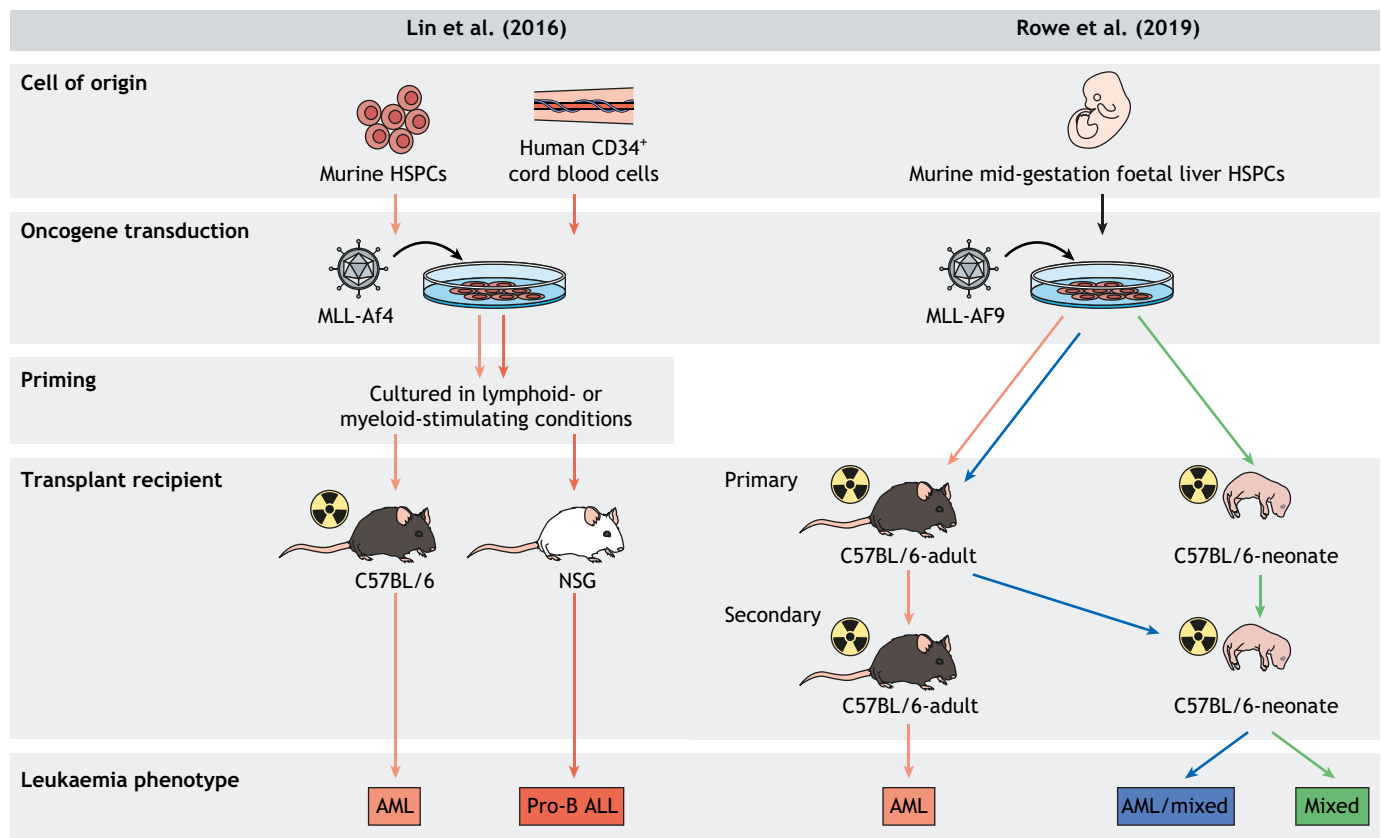 Lin et al. (2016)
Rowe et al. (2019)
Cell of origin
Murine HSPCs
Human CD34⁺
cord blood cells
Murine mid-gestation foetal liver HSPCs
Oncogene transduction
MLL-Af4
MLL-AF9
Priming
Cultured in lymphoid- or
myeloid-stimulating conditions
Transplant recipient
C57BL/6
NSG
Primary
C57BL/6-adult
C57BL/6-neonate
Secondary
C57BL/6-adult
C57BL/6-neonate
Leukaemia phenotype
AML
Pro-B ALL
AML
AML/mixed
Mixed